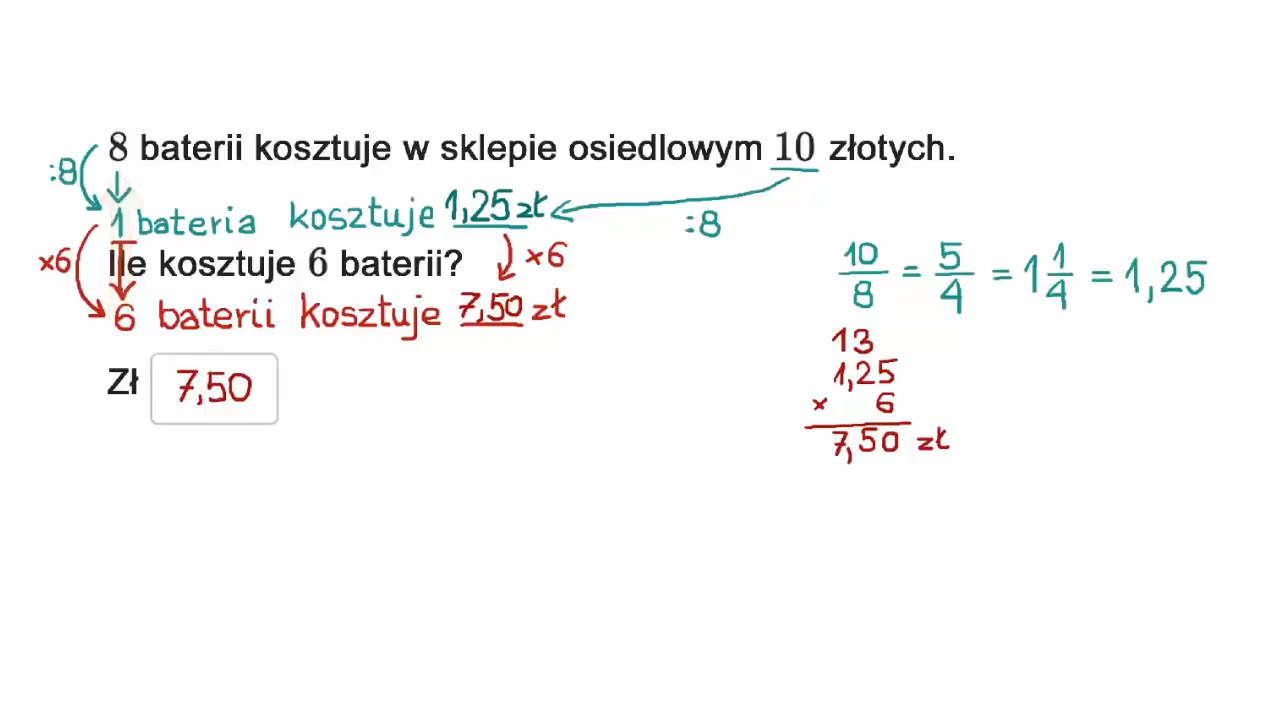 8 baterii kosztuje w sklepie osiedlowym 10 złotych.
:8
1 bateria kosztuje 1,25 zł
:8
x6
Ile kosztuje 6 baterii?
x6
6 baterii kosztuje 7,50 zł
Zł 7,50
10/8 = 5/4 = 1 1/4 = 1,25
13
1,25
x 6
7,50 zł